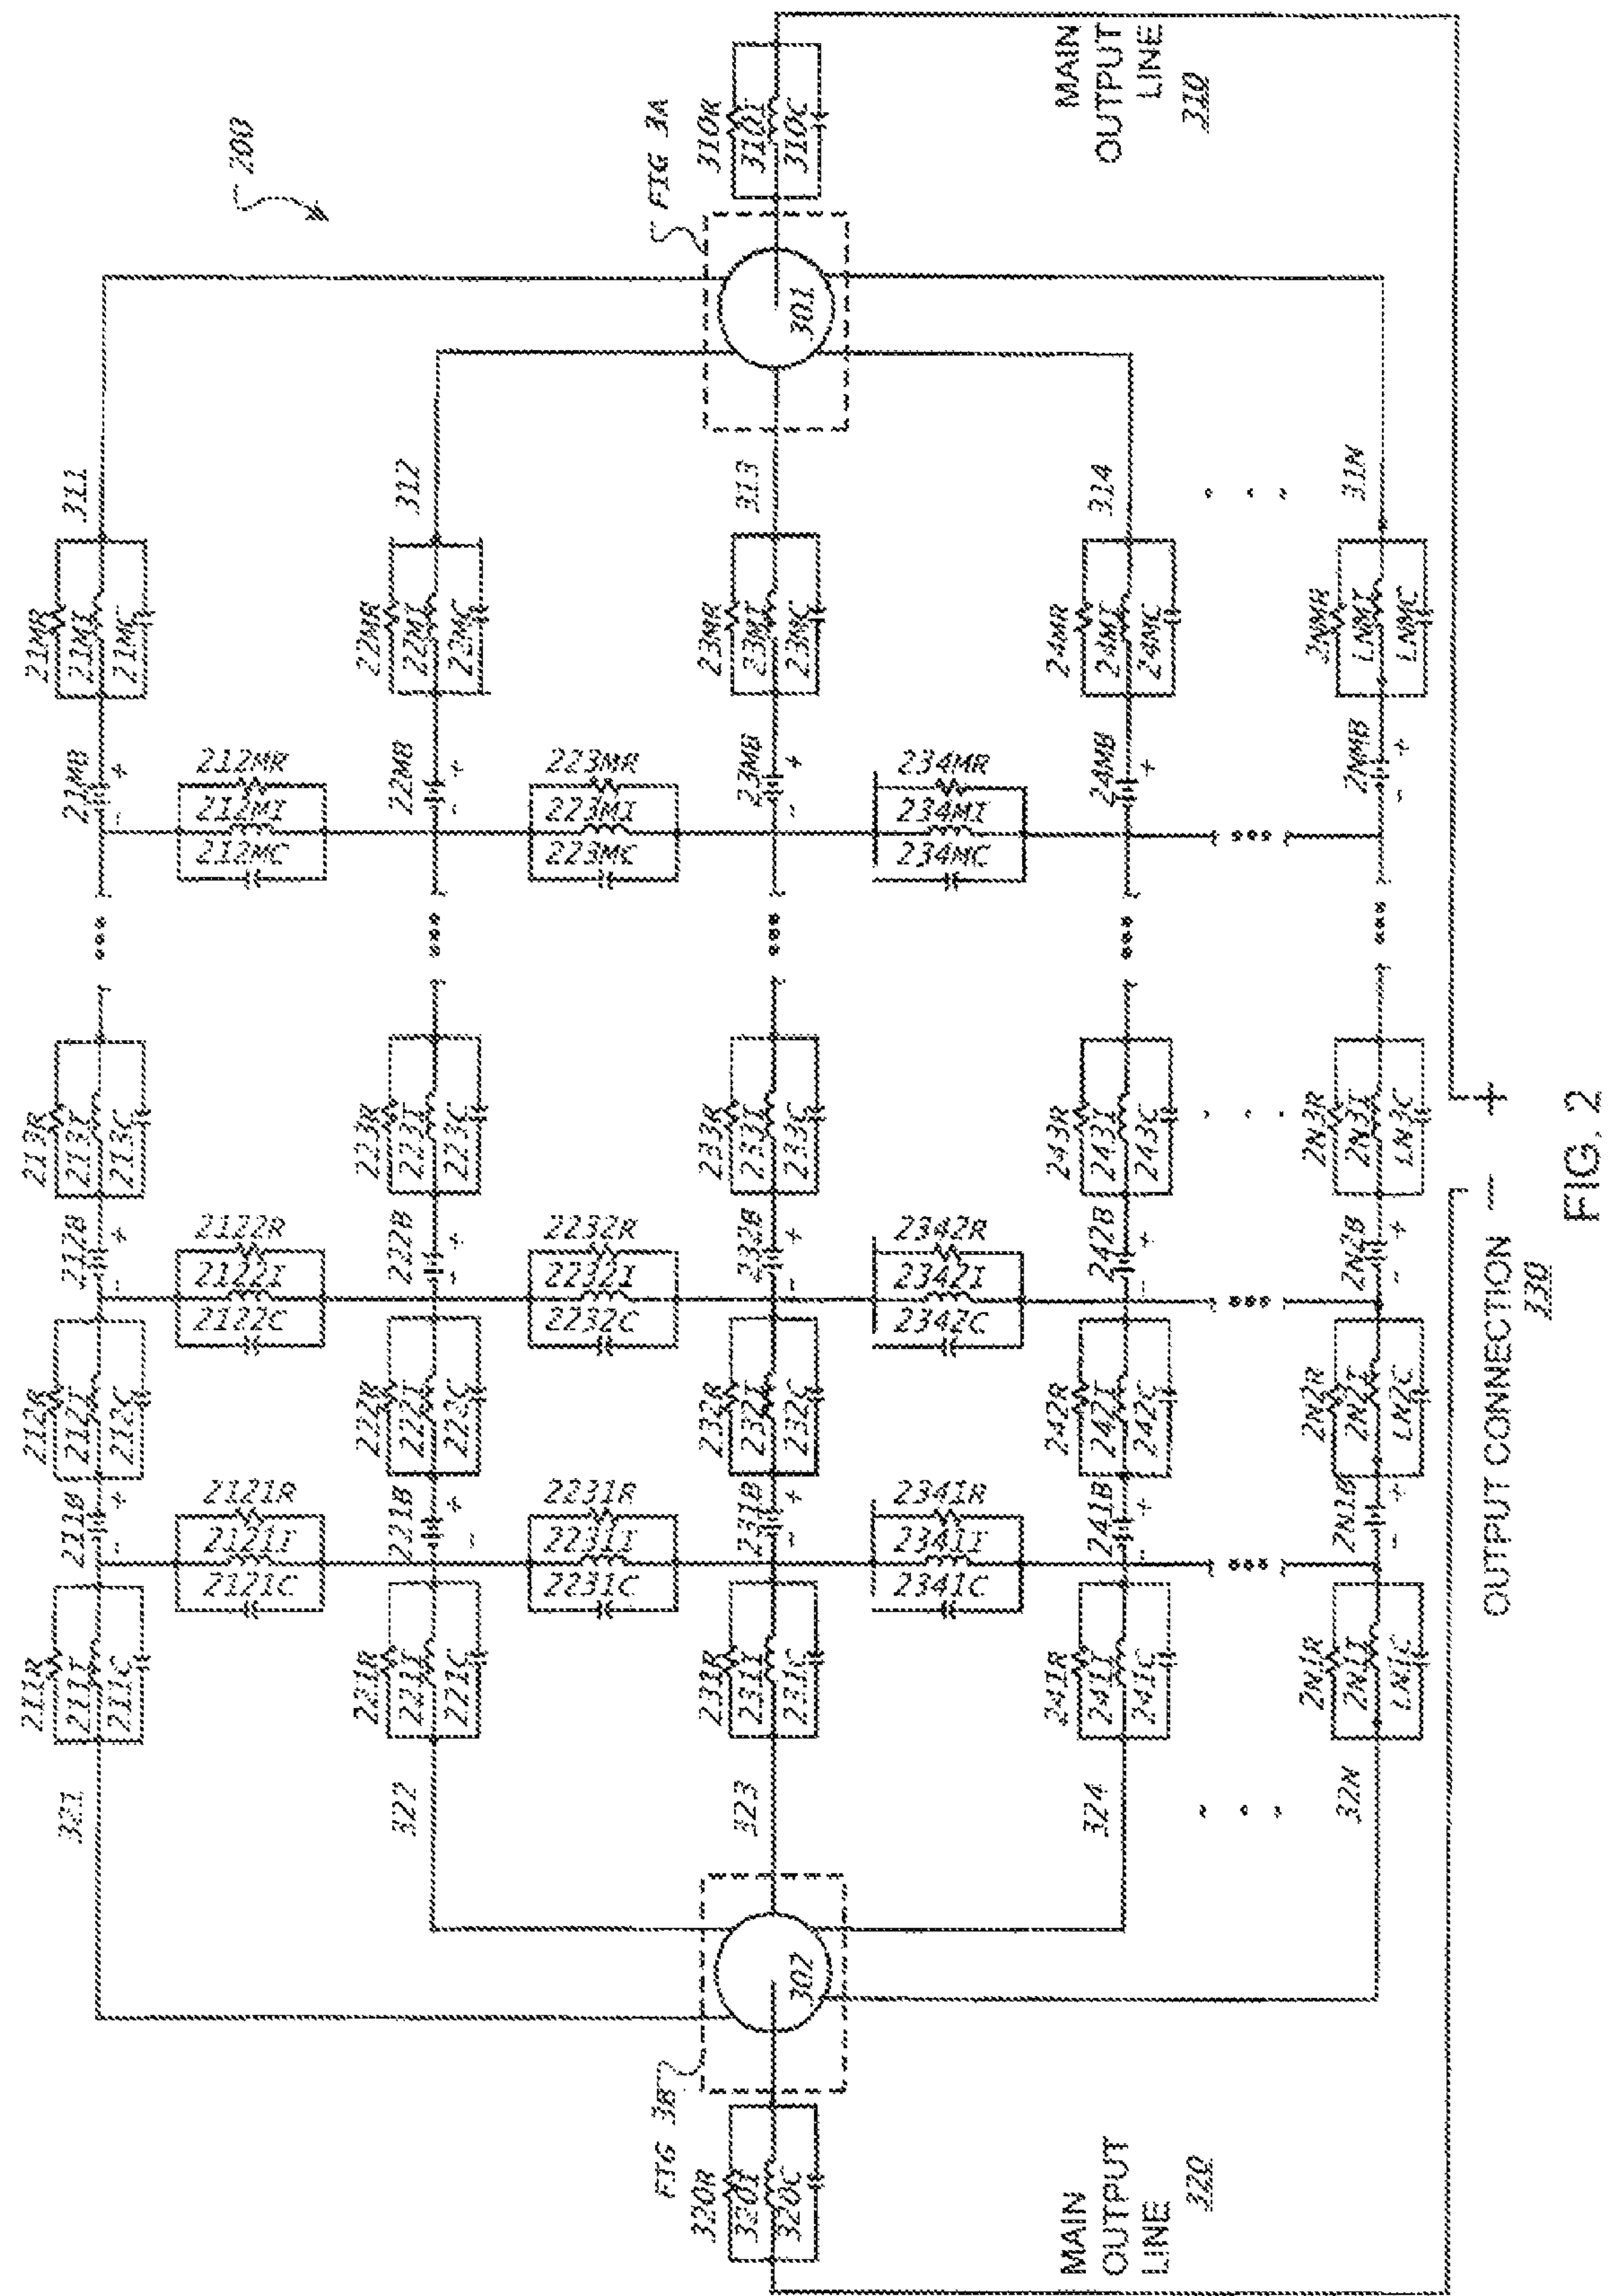 200
321
211R
211I
211C
211B
- +
212R
212I
212C
212B
- +
213R
213I
213C
...
21MB
- +
21MR
21MI
21MC
311
2121R
2121I
2121C
2122R
2122I
2122C
212MR
212MI
212MC
322
221R
221I
221C
221B
- +
222R
222I
222C
222B
- +
223R
223I
223C
...
22MB
- +
22MR
22MI
22MC
312
2231R
2231I
2231C
2232R
2232I
2232C
223MR
223MI
223MC
FIG 3B
320R
320I
320C
302
323
231R
231I
231C
231B
- +
232R
232I
232C
232B
- +
233R
233I
233C
...
23MB
- +
23MR
23MI
23MC
313
301
FIG 3A
310R
310I
310C
2341R
2341I
2341C
2342R
2342I
2342C
234MR
234MI
234MC
324
241R
241I
241C
241B
- +
242R
242I
242C
242B
- +
243R
243I
243C
...
24MB
- +
24MR
24MI
24MC
314
MAIN
OUTPUT
LINE
320
MAIN
OUTPUT
LINE
310
32N
2N1R
2N1I
LN1C
2N1B
- +
2N2R
2N2I
LN2C
2N2B
- +
2N3R
2N3I
LN3C
...
2NMB
- +
2NMR
LNMI
LNMC
31N
- +
OUTPUT CONNECTION
330
FIG. 2